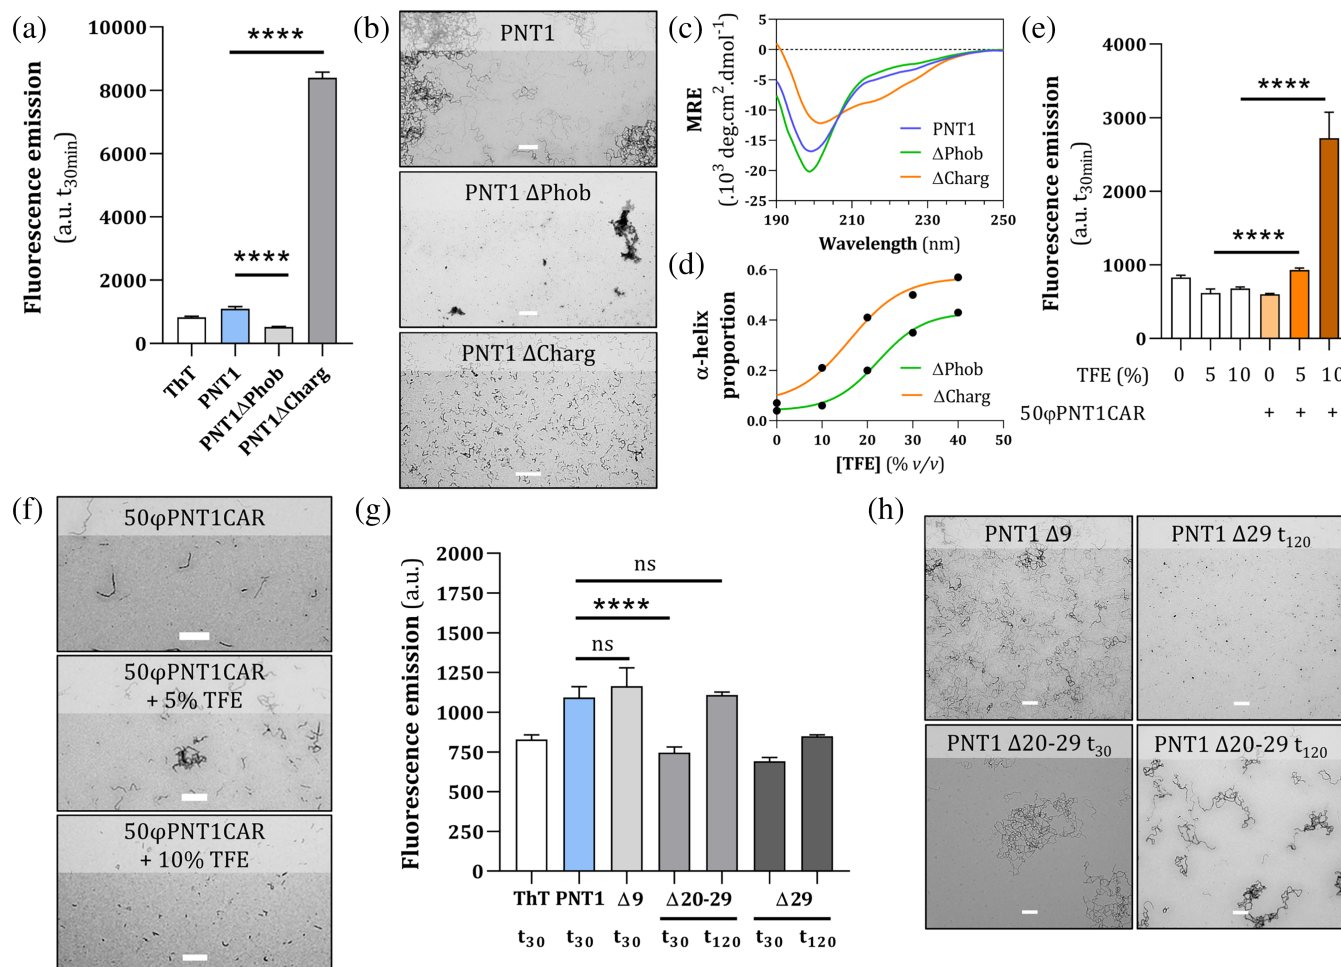 (a)
Fluorescence emission
(a.u. t30min)
10000
8000
6000
4000
2000
0
****
****
ThT
PNT1
PNT1ΔPhob
PNT1ΔCharg
(b)
PNT1
PNT1 ΔPhob
PNT1 ΔCharg
(c)
MRE
(.10³ deg.cm².dmol⁻¹)
5
0
-5
-10
-15
-20
-25
PNT1
ΔPhob
ΔCharg
190 210 230 250
Wavelength (nm)
(d)
α-helix
proportion
0.6
0.4
0.2
0.0
ΔPhob
ΔCharg
0 10 20 30 40 50
[TFE] (% v/v)
(e)
Fluorescence emission
(a.u. t30min)
4000
3000
2000
1000
0
****
****
TFE (%) 0 5 10 0 5 10
50φPNT1CAR + + +
(f)
50φPNT1CAR
50φPNT1CAR
+ 5% TFE
50φPNT1CAR
+ 10% TFE
(g)
Fluorescence emission (a.u.)
2000
1750
1500
1250
1000
750
500
250
0
ns
****
ns
ThT PNT1 Δ9 Δ20-29 Δ29
t30 t30 t30 t30 t120 t30 t120
(h)
PNT1 Δ9
PNT1 Δ29 t120
PNT1 Δ20-29 t30
PNT1 Δ20-29 t120